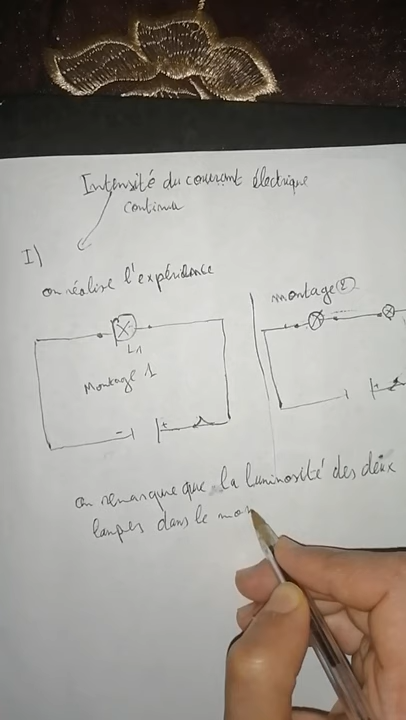 Intensité du courant électrique
continu
I)
on réalise l'expérience
montage ②
L1
Montage 1
-
+
+
on remarque que la luminosité des deux
lampes dans le mon